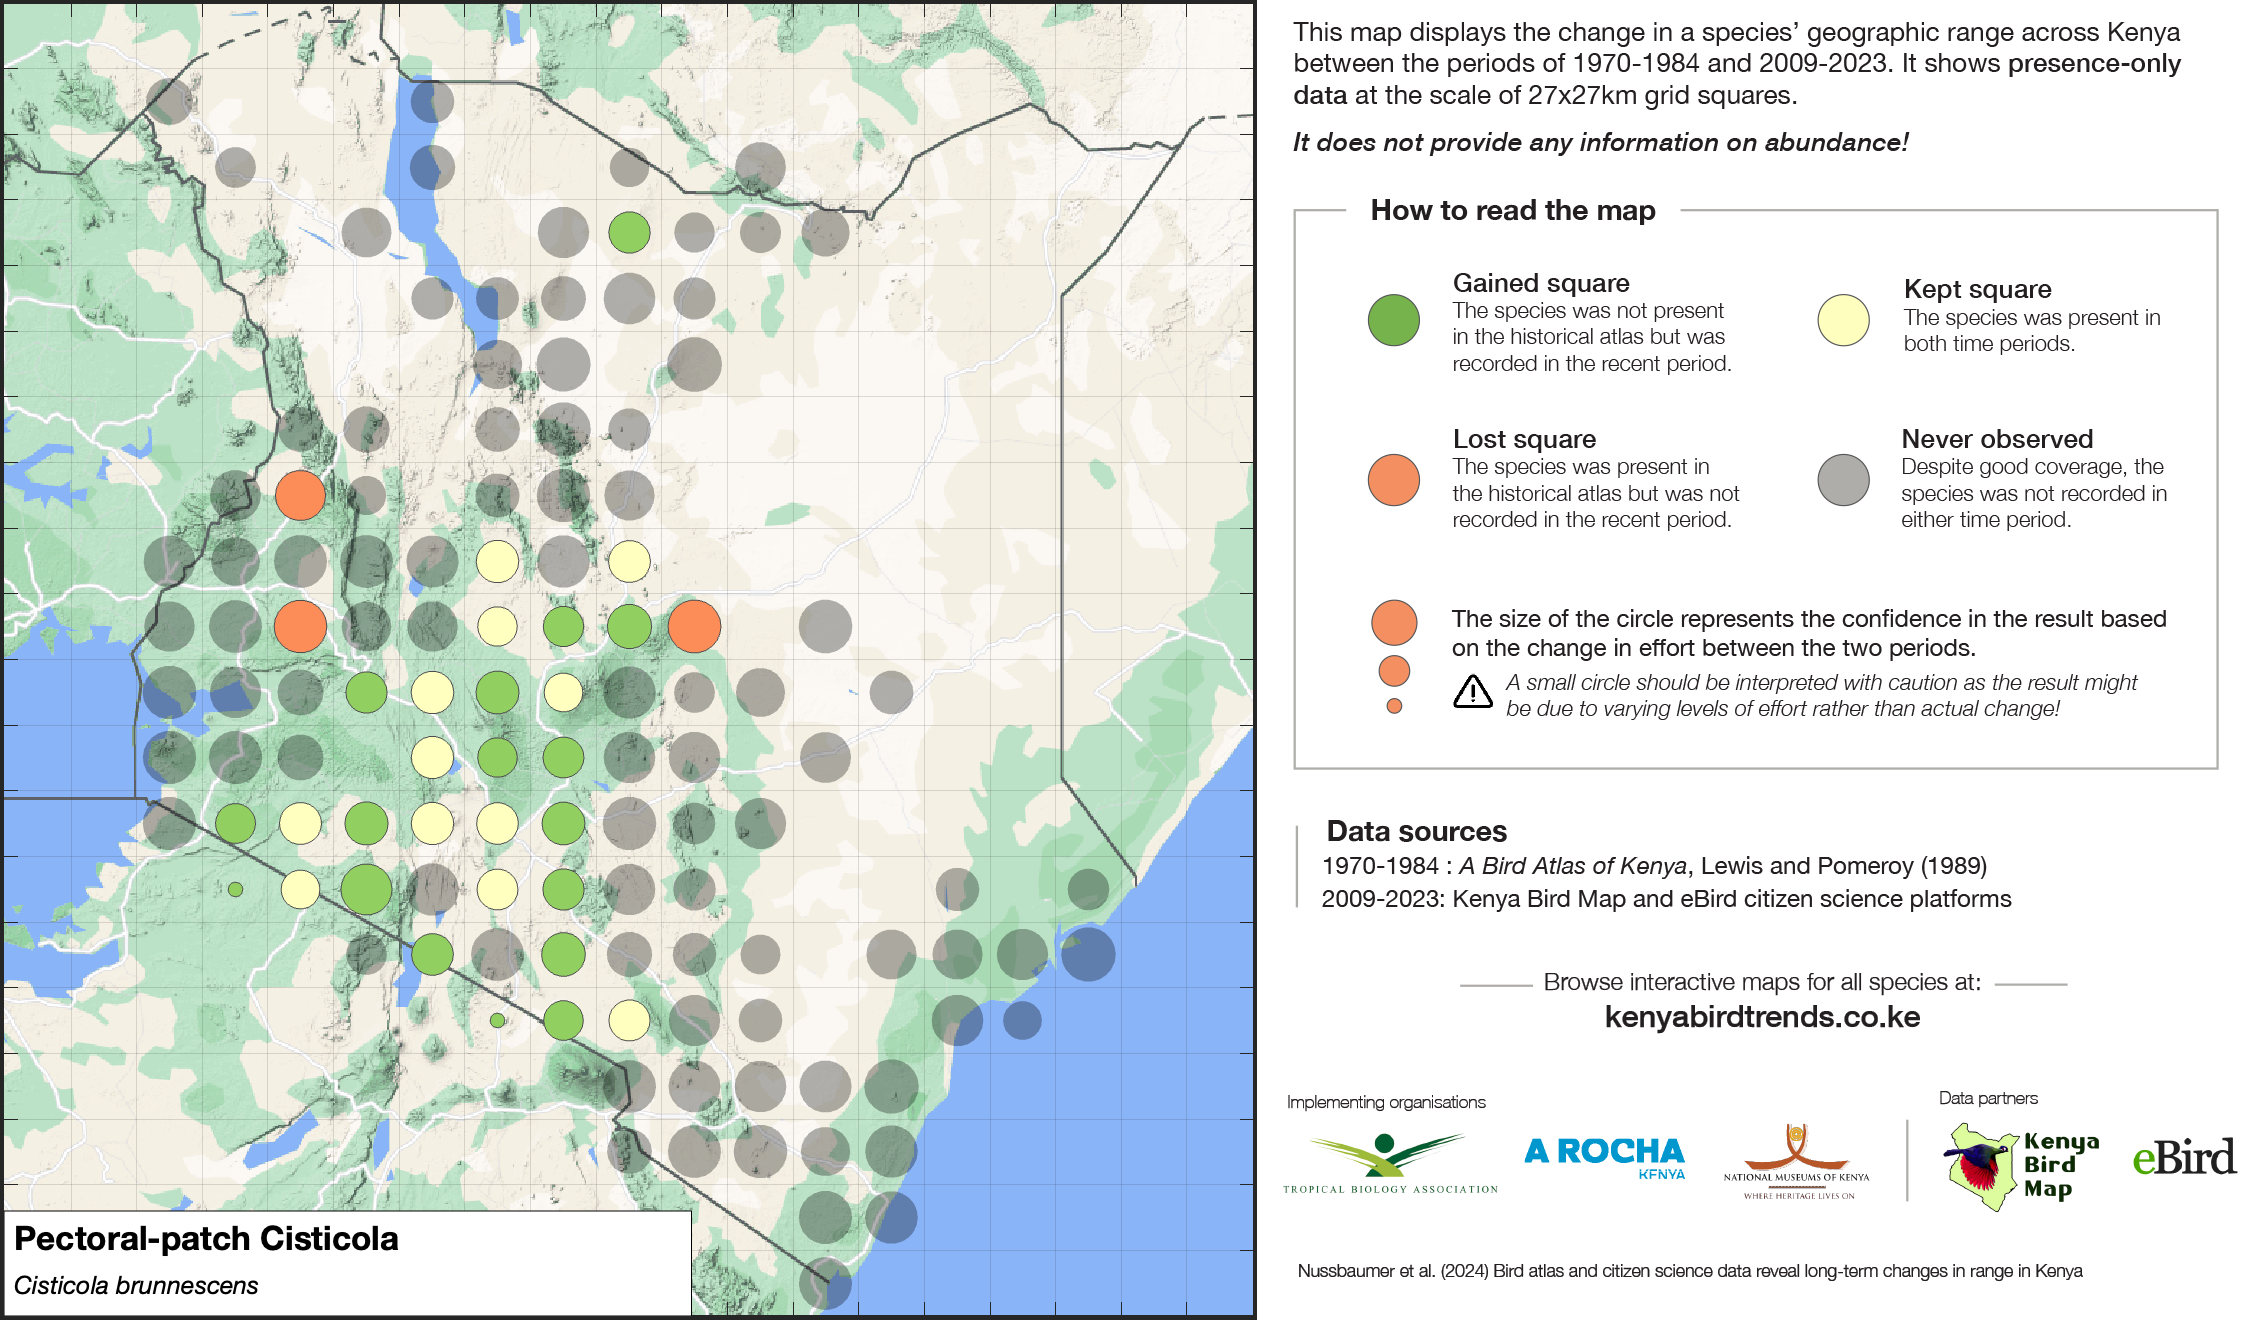 This map displays the change in a species’ geographic range across Kenya
between the periods of 1970-1984 and 2009-2023. It shows presence-only
data at the scale of 27x27km grid squares.
It does not provide any information on abundance!
How to read the map
Gained square
The species was not present
in the historical atlas but was
recorded in the recent period.
Kept square
The species was present in
both time periods.
Lost square
The species was present in
the historical atlas but was not
recorded in the recent period.
Never observed
Despite good coverage, the
species was not recorded in
either time period.
The size of the circle represents the confidence in the result based
on the change in effort between the two periods.
A small circle should be interpreted with caution as the result might
be due to varying levels of effort rather than actual change!
Data sources
1970-1984 : A Bird Atlas of Kenya, Lewis and Pomeroy (1989)
2009-2023: Kenya Bird Map and eBird citizen science platforms
Browse interactive maps for all species at:
kenyabirdtrends.co.ke
Implementing organisations
Data partners
TROPICAL BIOLOGY ASSOCIATION
A ROCHA
KENYA
NATIONAL MUSEUMS OF KENYA
WHERE HERITAGE LIVES ON
Kenya
Bird
Map
eBird
Nussbaumer et al. (2024) Bird atlas and citizen science data reveal long-term changes in range in Kenya
Pectoral-patch Cisticola
Cisticola brunnescens